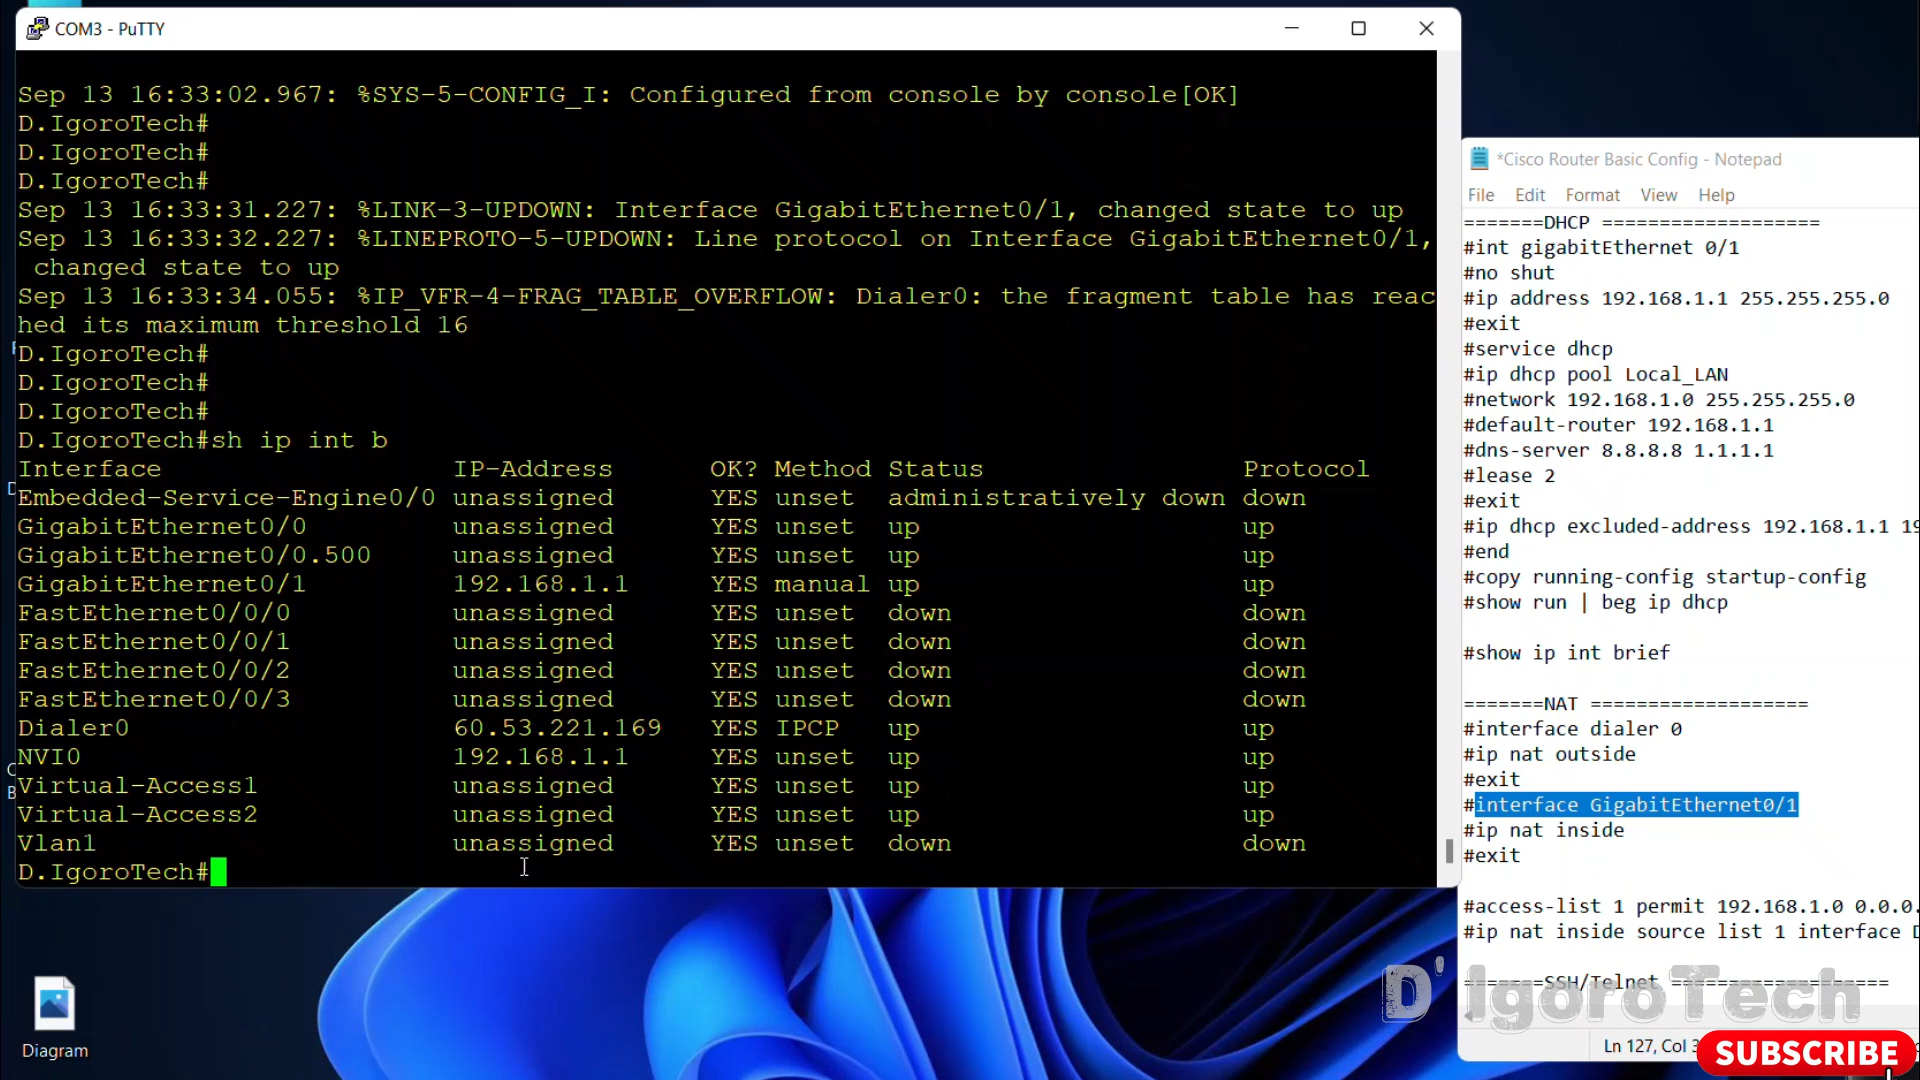 COM3 - PuTTY
Sep 13 16:33:02.967: %SYS-5-CONFIG_I: Configured from console by console[OK]
D.IgoroTech#
D.IgoroTech#
D.IgoroTech#
Sep 13 16:33:31.227: %LINK-3-UPDOWN: Interface GigabitEthernet0/1, changed state to up
Sep 13 16:33:32.227: %LINEPROTO-5-UPDOWN: Line protocol on Interface GigabitEthernet0/1,
changed state to up
Sep 13 16:33:34.055: %IP_VFR-4-FRAG_TABLE_OVERFLOW: Dialer0: the fragment table has reac
hed its maximum threshold 16
D.IgoroTech#
D.IgoroTech#
D.IgoroTech#
D.IgoroTech#sh ip int b
Interface IP-Address OK? Method Status Protocol
Embedded-Service-Engine0/0 unassigned YES unset administratively down down
GigabitEthernet0/0 unassigned YES unset up up
GigabitEthernet0/0.500 unassigned YES unset up up
GigabitEthernet0/1 192.168.1.1 YES manual up up
FastEthernet0/0/0 unassigned YES unset down down
FastEthernet0/0/1 unassigned YES unset down down
FastEthernet0/0/2 unassigned YES unset down down
FastEthernet0/0/3 unassigned YES unset down down
Dialer0 60.53.221.169 YES IPCP up up
NVI0 192.168.1.1 YES unset up up
Virtual-Access1 unassigned YES unset up up
Virtual-Access2 unassigned YES unset up up
Vlan1 unassigned YES unset down down
D.IgoroTech#
*Cisco Router Basic Config - Notepad
File Edit Format View Help
=======DHCP ===================
#int gigabitEthernet 0/1
#no shut
#ip address 192.168.1.1 255.255.255.0
#exit
#service dhcp
#ip dhcp pool Local_LAN
#network 192.168.1.0 255.255.255.0
#default-router 192.168.1.1
#dns-server 8.8.8.8 1.1.1.1
#lease 2
#exit
#ip dhcp excluded-address 192.168.1.1 19
#end
#copy running-config startup-config
#show run | beg ip dhcp
#show ip int brief
=======NAT ===================
#interface dialer 0
#ip nat outside
#exit
#interface GigabitEthernet0/1
#ip nat inside
#exit
#access-list 1 permit 192.168.1.0 0.0.0.
#ip nat inside source list 1 interface D
=======SSH/Telnet ===================
D'IgoroTech
Ln 127, Col 3
SUBSCRIBE
Diagram